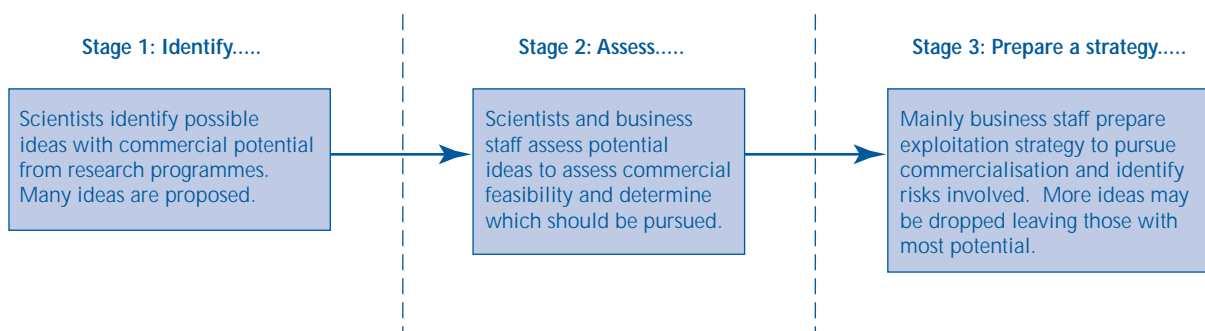 Stage 1: Identify.....
Scientists identify possible
ideas with commercial potential
from research programmes.
Many ideas are proposed.
Stage 2: Assess.....
Scientists and business
staff assess potential
ideas to assess commercial
feasibility and determine
which should be pursued.
Stage 3: Prepare a strategy.....
Mainly business staff prepare
exploitation strategy to pursue
commercialisation and identify
risks involved. More ideas may
be dropped leaving those with
most potential.